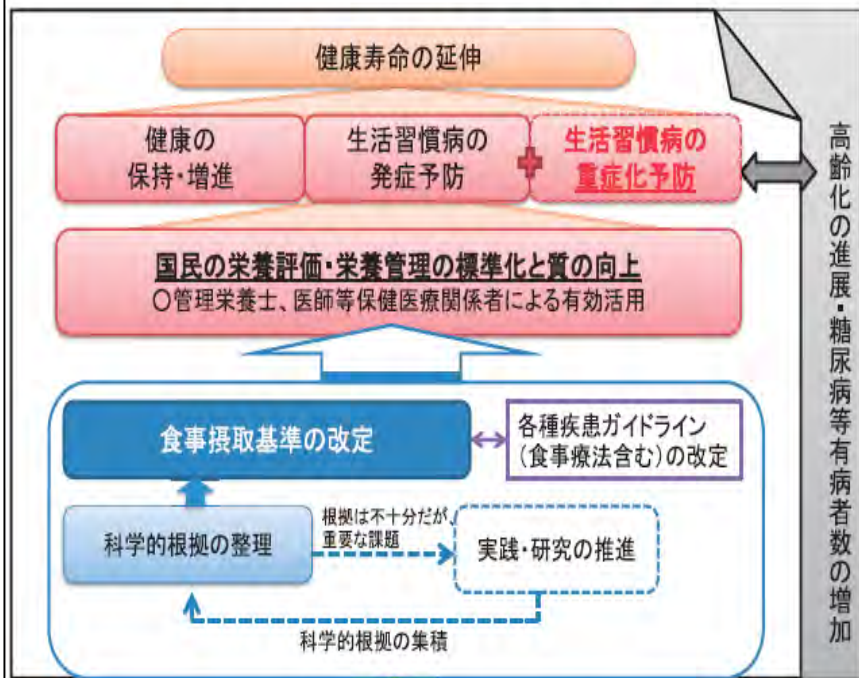 健康寿命の延伸
健康の
保持・増進
生活習慣病の
発症予防
生活習慣病の
重症化予防
国民の栄養評価・栄養管理の標準化と質の向上
○管理栄養士、医師等保健医療関係者による有効活用
食事摂取基準の改定
各種疾患ガイドライン
(食事療法含む)の改定
科学的根拠の整理
根拠は不十分だが、
重要な課題
実践・研究の推進
科学的根拠の集積
高齢化の進展・糖尿病等有病者数の増加